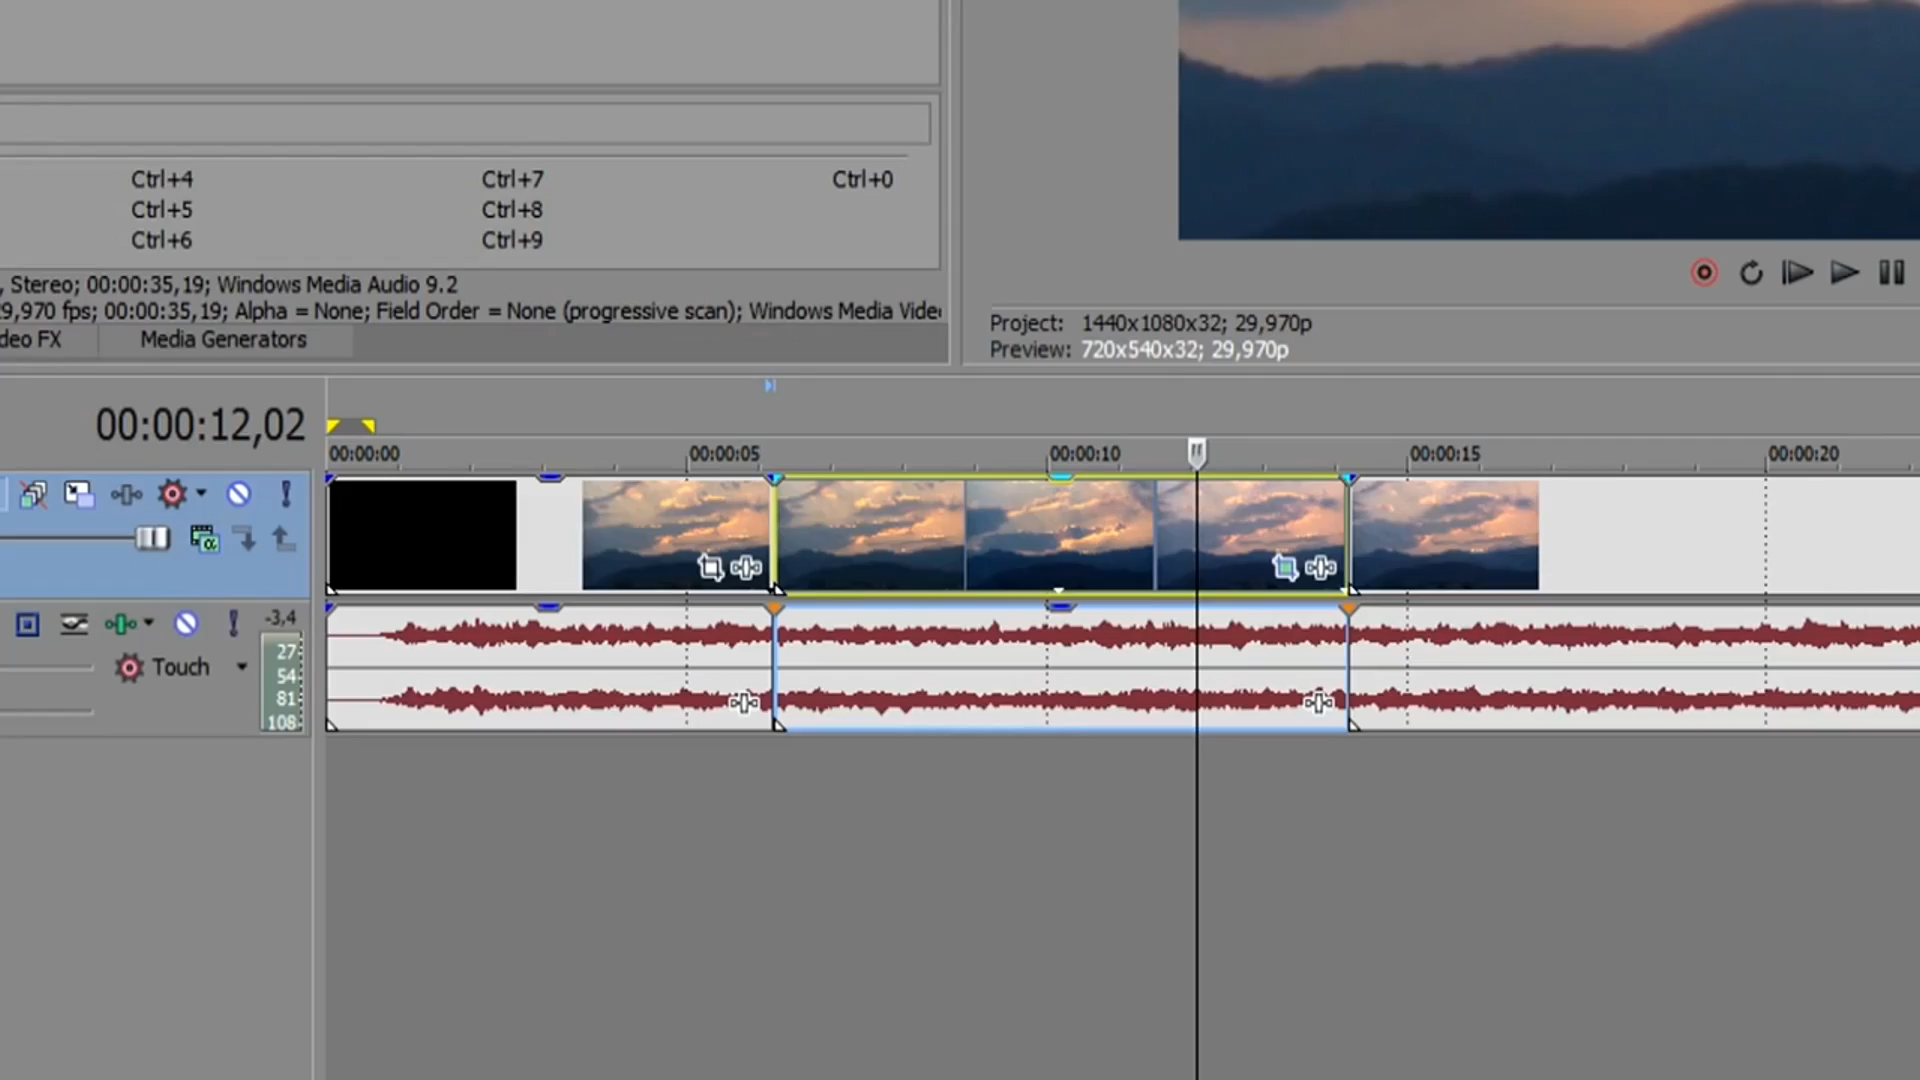 Ctrl+4 Ctrl+7 Ctrl+0
Ctrl+5 Ctrl+8
Ctrl+6 Ctrl+9
, Stereo; 00:00:35,19; Windows Media Audio 9.2
9,970 fps; 00:00:35,19; Alpha = None; Field Order = None (progressive scan); Windows Media Vide
deo FX Media Generators
Project: 1440x1080x32; 29,970p
Preview: 720x540x32; 29,970p
00:00:12,02
00:00:00 00:00:05 00:00:10 00:00:15 00:00:20
-3,4
27
Touch
54
81
108